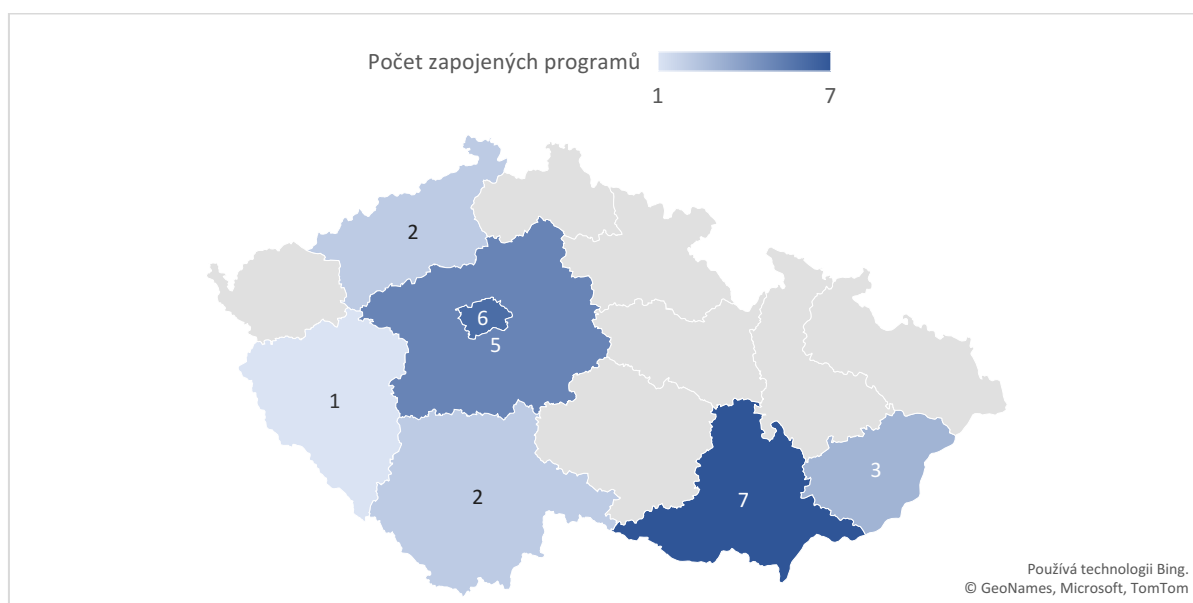 Počet zapojených programů
1 7
2
6
5
1
3
2
7
Používá technologii Bing.
© GeoNames, Microsoft, TomTom